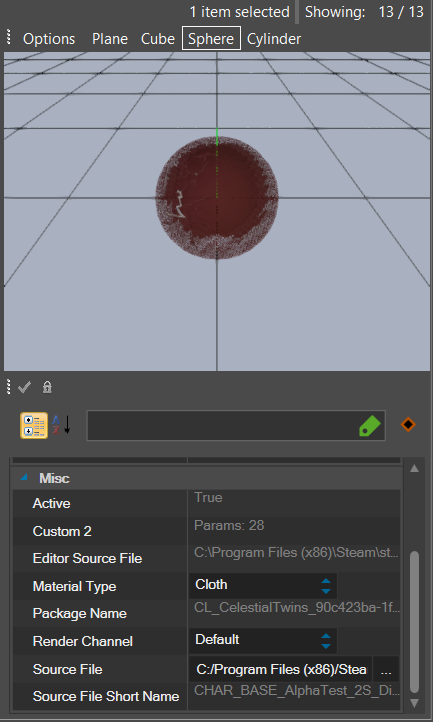 1 item selected Showing: 13 / 13
Options Plane Cube Sphere Cylinder
Misc
Active True
Custom 2 Params: 28
Editor Source File C:\Program Files (x86)\Steam\st...
Material Type Cloth
Package Name CL_CelestialTwins_90c423ba-1f...
Render Channel Default
Source File C:/Program Files (x86)/Stea ...
Source File Short Name CHAR_BASE_AlphaTest_2S_Di...